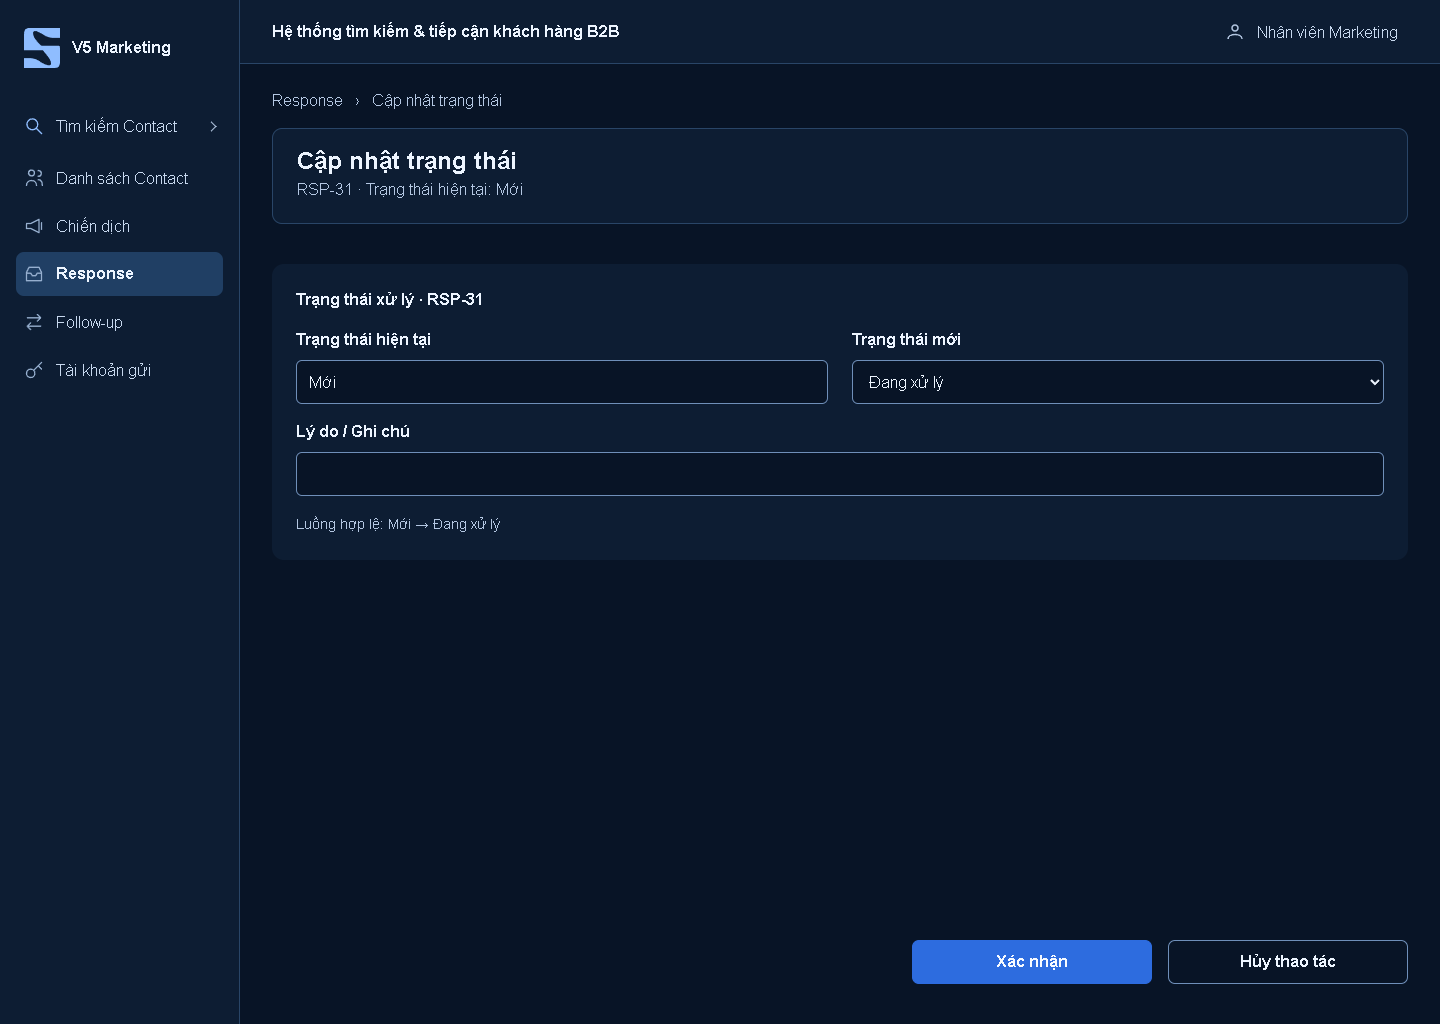 V5 Marketing
Hệ thống tìm kiếm & tiếp cận khách hàng B2B
Nhân viên Marketing
Tìm kiếm Contact
Danh sách Contact
Chiến dịch
Response
Follow-up
Tài khoản gửi
Response › Cập nhật trạng thái
Cập nhật trạng thái
RSP-31 · Trạng thái hiện tại: Mới
Trạng thái xử lý · RSP-31
Trạng thái hiện tại
Trạng thái mới
Mới
Đang xử lý
Lý do / Ghi chú
Luồng hợp lệ: Mới → Đang xử lý
Xác nhận
Hủy thao tác